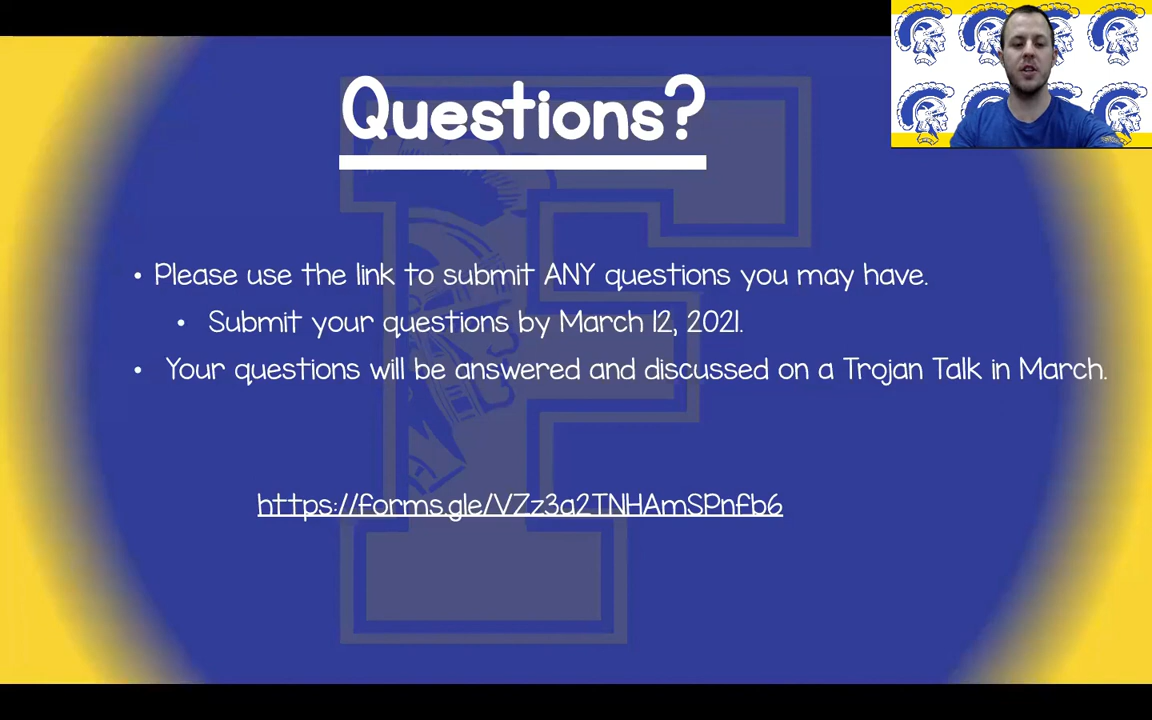 Questions?
• Please use the link to submit ANY questions you may have.
• Submit your questions by March 12, 2021.
• Your questions will be answered and discussed on a Trojan Talk in March.
https://forms.gle/VZz3a2TNHAmSPnfb6